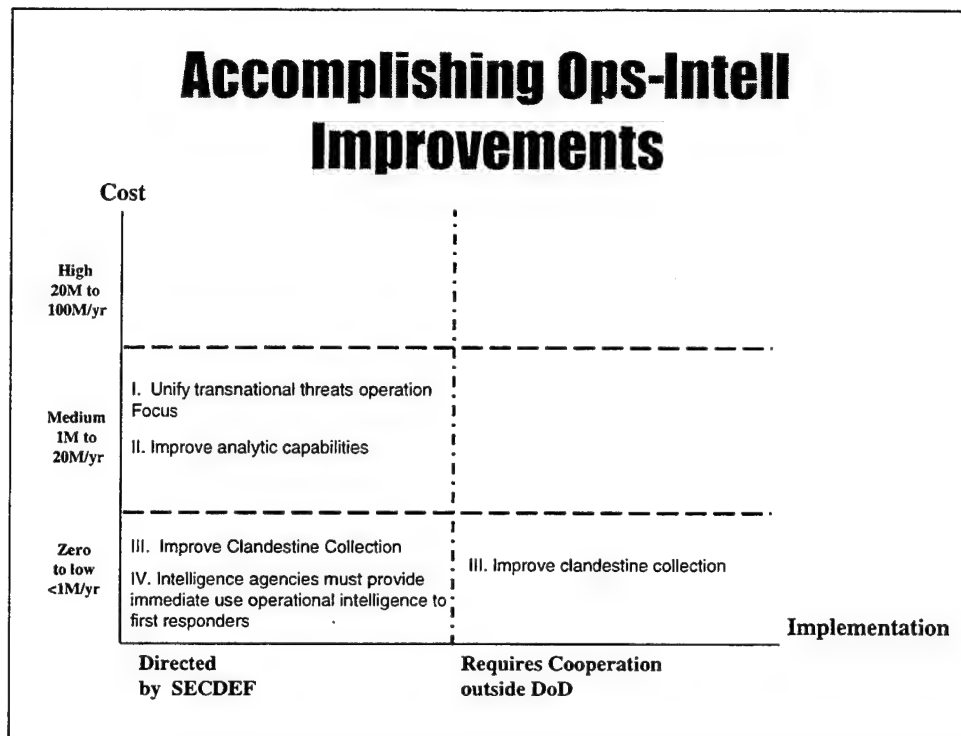 Accomplishing Ops-Intell
Improvements
Cost
High
20M to
100M/yr
Medium
1M to
20M/yr
I. Unify transnational threats operation
Focus
II. Improve analytic capabilities
Zero
to low
<1M/yr
III. Improve Clandestine Collection
IV. Intelligence agencies must provide
immediate use operational intelligence to
first responders
III. Improve clandestine collection
Implementation
Directed
by SECDEF
Requires Cooperation
outside DoD